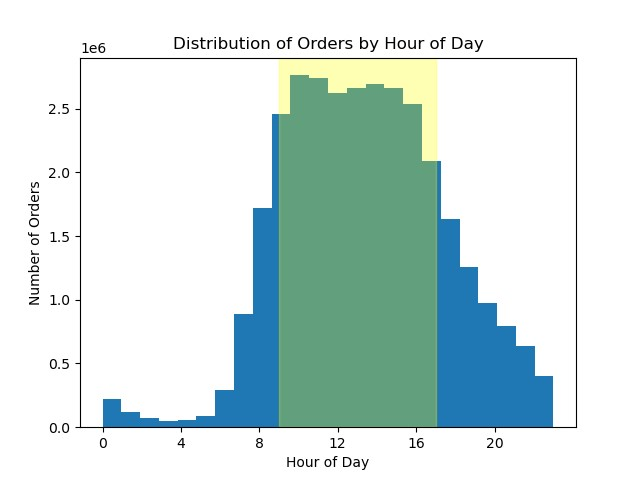 Distribution of Orders by Hour of Day
1e6
2.5
2.0
1.5
1.0
0.5
0.0
Number of Orders
0 4 8 12 16 20
Hour of Day